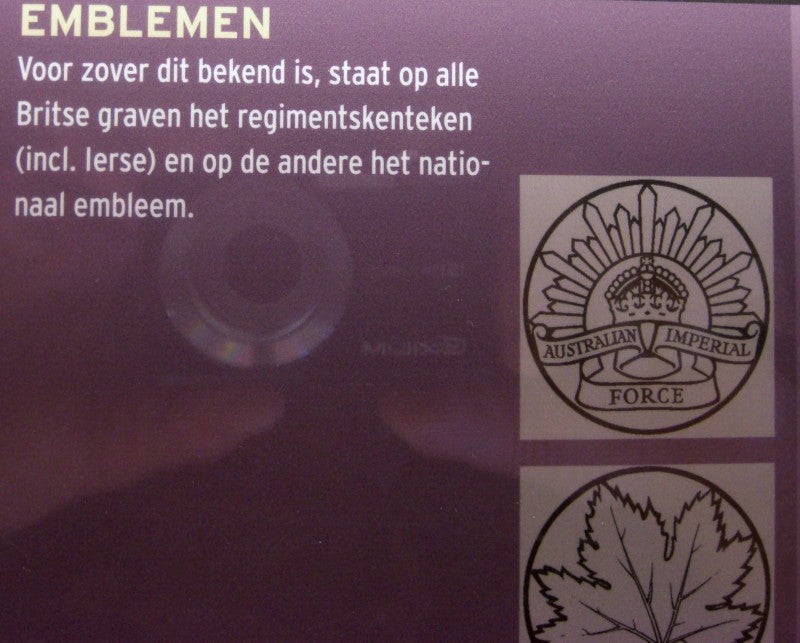 EMBLEMEN
Voor zover dit bekend is, staat op alle
Britse graven het regimentskenteken
(incl. Ierse) en op de andere het natio-
naal embleem.
AUSTRALIAN IMPERIAL
FORCE